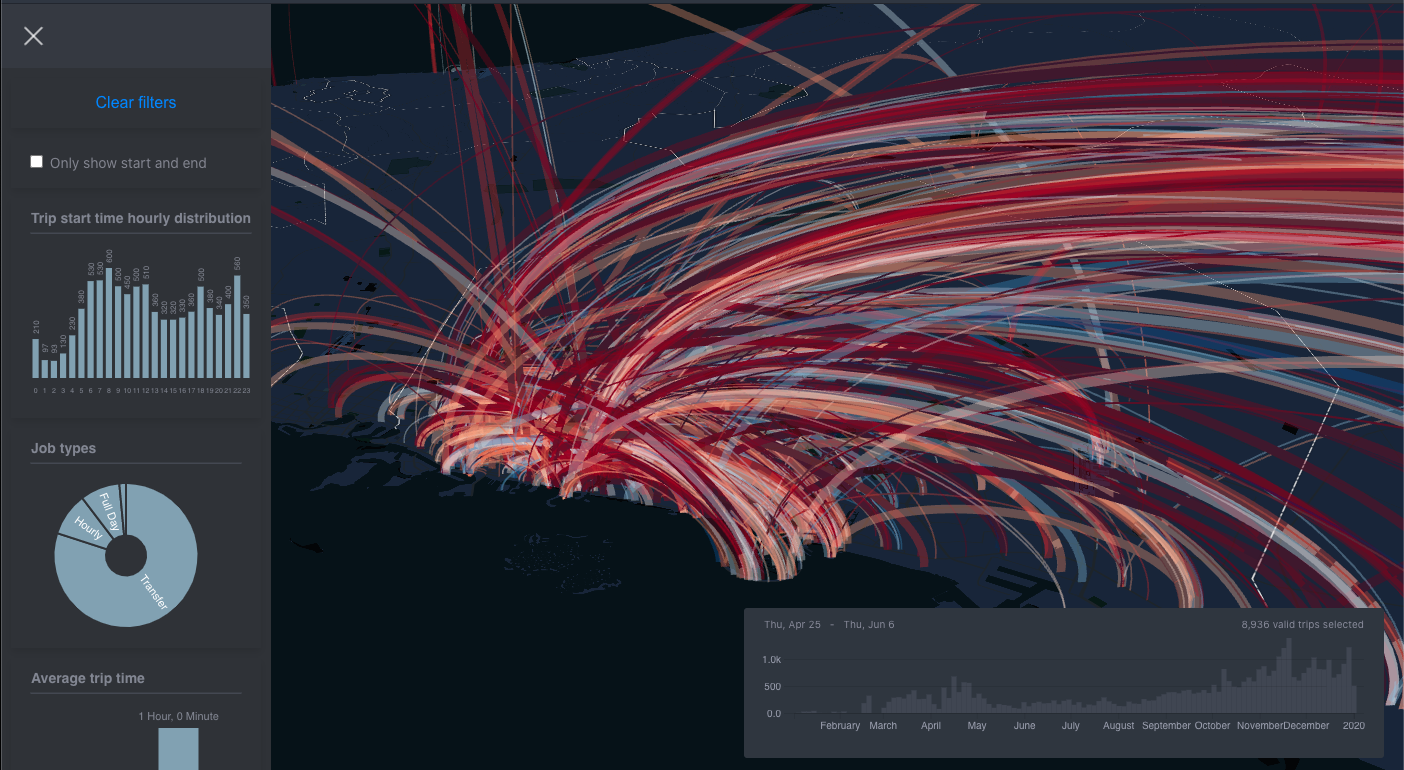 Clear filters
Only show start and end
Trip start time hourly distribution
210 97 93 130 230 380 530 530 600 500 450 500 510 360 320 320 330 360 500 380 340 400 560 350
0 1 2 3 4 5 6 7 8 9 10 11 12 13 14 15 16 17 18 19 20 21 22 23
Job types
Full Day
Hourly
Transfer
Average trip time
1 Hour, 0 Minute
Thu, Apr 25 - Thu, Jun 6 8,936 valid trips selected
1.0k
500
0.0
February March April May June July August September October November December 2020